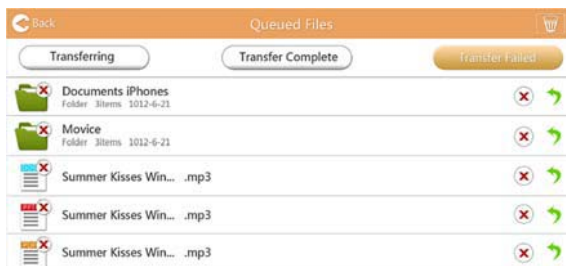 Back
Queued Files
Transferring
Transfer Complete
Transfer Failed
Documents iPhones
Folder 3items 1012-6-21
Movice
Folder 3items 1012-6-21
Summer Kisses Win... .mp3
Summer Kisses Win... .mp3
Summer Kisses Win... .mp3